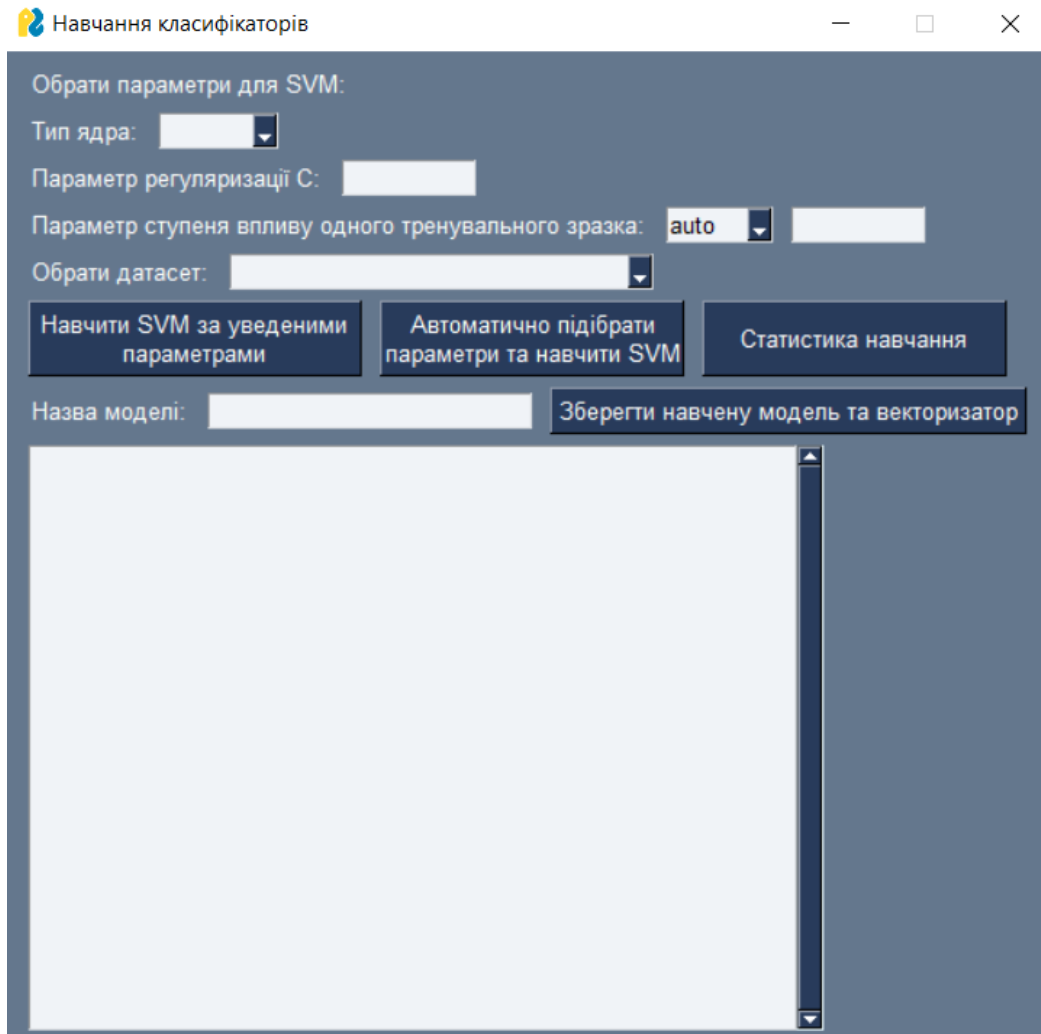 Навчання класифікаторів
Обрати параметри для SVM:
Тип ядра:
Параметр регуляризації C:
Параметр ступеня впливу одного тренувального зразка: auto
Обрати датасет:
Навчити SVM за уведеними
параметрами
Автоматично підібрати
параметри та навчити SVM
Статистика навчання
Назва моделі:
Зберегти навчену модель та векторизатор